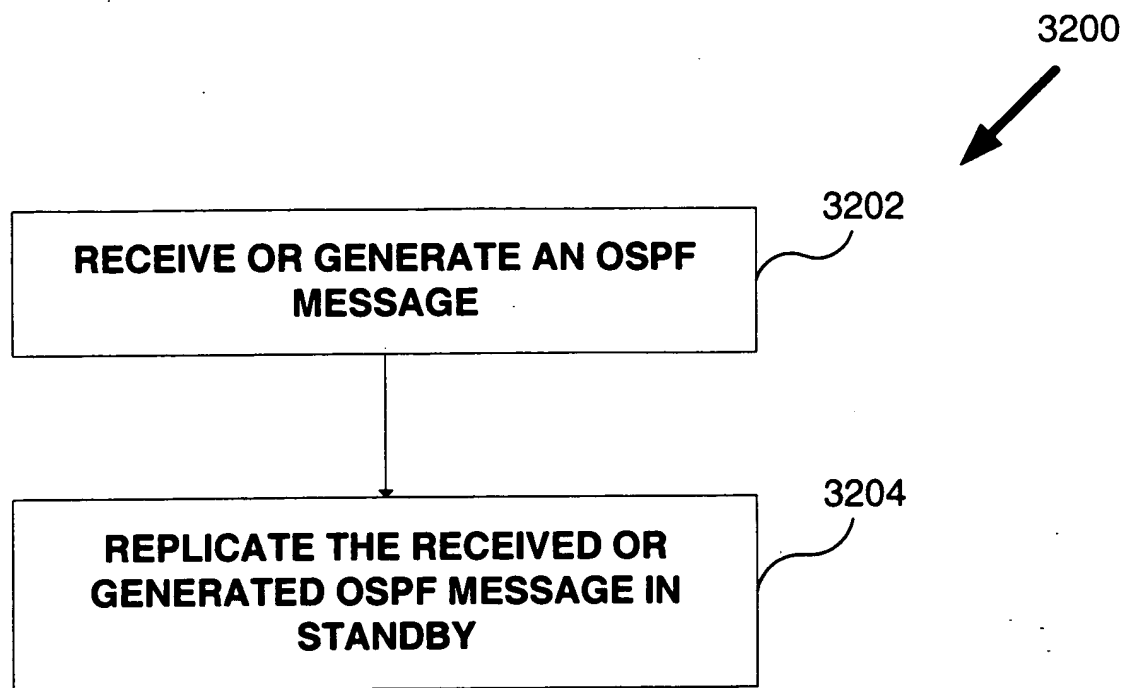 3200
3202
RECEIVE OR GENERATE AN OSPF
MESSAGE
3204
REPLICATE THE RECEIVED OR
GENERATED OSPF MESSAGE IN
STANDBY